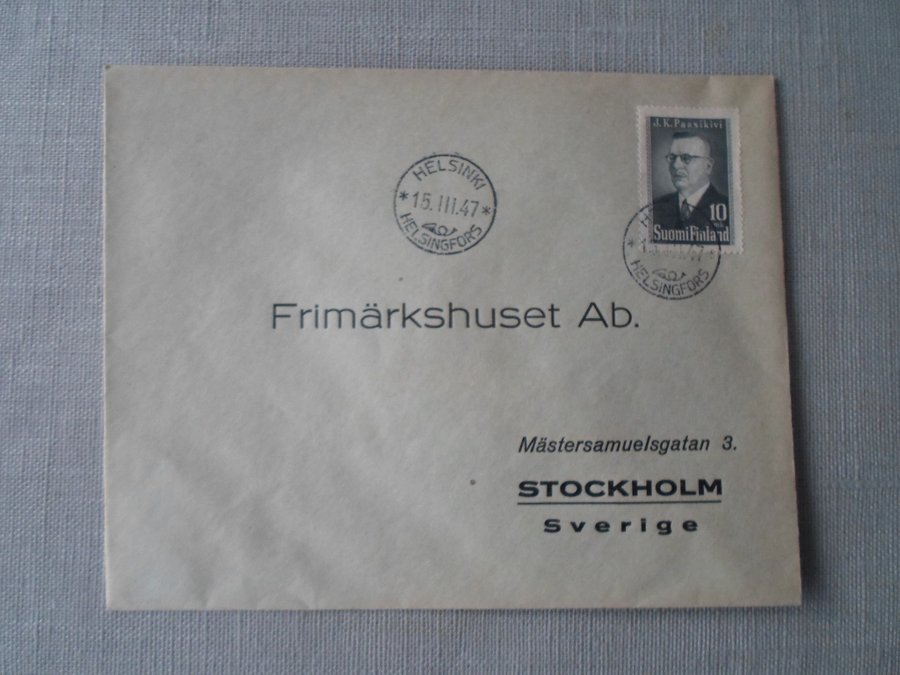 J. K. Paasikivi
10
Suomi Finland
HELSINKI
* 15. III. 47 *
HELSINGFORS
HELSINGFORS
Frimärkshuset Ab.
Mästersamuelsgatan 3.
STOCKHOLM
Sverige